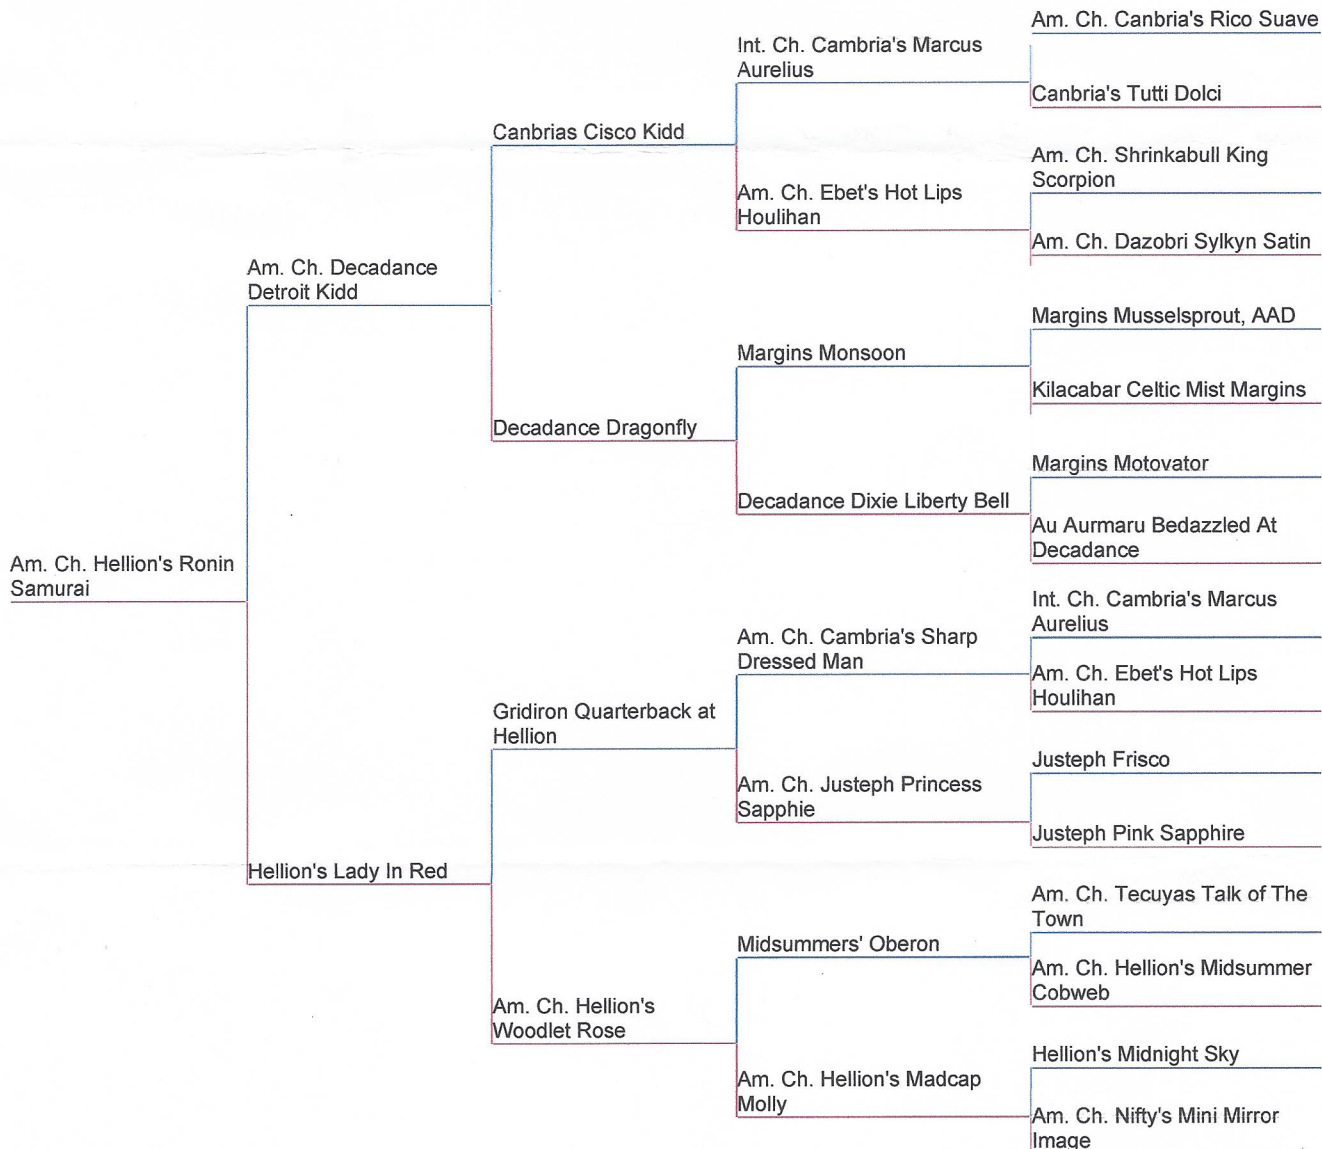 Am. Ch. Canbria's Rico Suave
Int. Ch. Cambria's Marcus
Aurelius
Canbria's Tutti Dolci
Canbrias Cisco Kidd
Am. Ch. Shrinkabull King
Scorpion
Am. Ch. Ebet's Hot Lips
Houlihan
Am. Ch. Dazobri Sylkyn Satin
Am. Ch. Decadance
Detroit Kidd
Margins Musselsprout, AAD
Margins Monsoon
Kilacabar Celtic Mist Margins
Decadance Dragonfly
Margins Motovator
Decadance Dixie Liberty Bell
Au Aurmaru Bedazzled At
Decadance
Am. Ch. Hellion's Ronin
Samurai
Int. Ch. Cambria's Marcus
Aurelius
Am. Ch. Cambria's Sharp
Dressed Man
Am. Ch. Ebet's Hot Lips
Houlihan
Gridiron Quarterback at
Hellion
Justeph Frisco
Am. Ch. Justeph Princess
Sapphie
Justeph Pink Sapphire
Hellion's Lady In Red
Am. Ch. Tecuyas Talk of The
Town
Midsummers' Oberon
Am. Ch. Hellion's Midsummer
Cobweb
Am. Ch. Hellion's
Woodlet Rose
Hellion's Midnight Sky
Am. Ch. Hellion's Madcap
Molly
Am. Ch. Nifty's Mini Mirror
Image